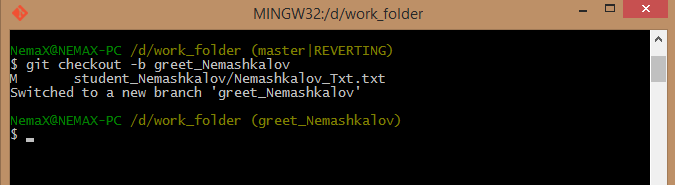 MINGW32:/d/work_folder
NemaX@NEMAX-PC /d/work_folder (master|REVERTING)
$ git checkout -b greet_Nemashkalov
M       student_Nemashkalov/Nemashkalov_Txt.txt
Switched to a new branch 'greet_Nemashkalov'
NemaX@NEMAX-PC /d/work_folder (greet_Nemashkalov)
$